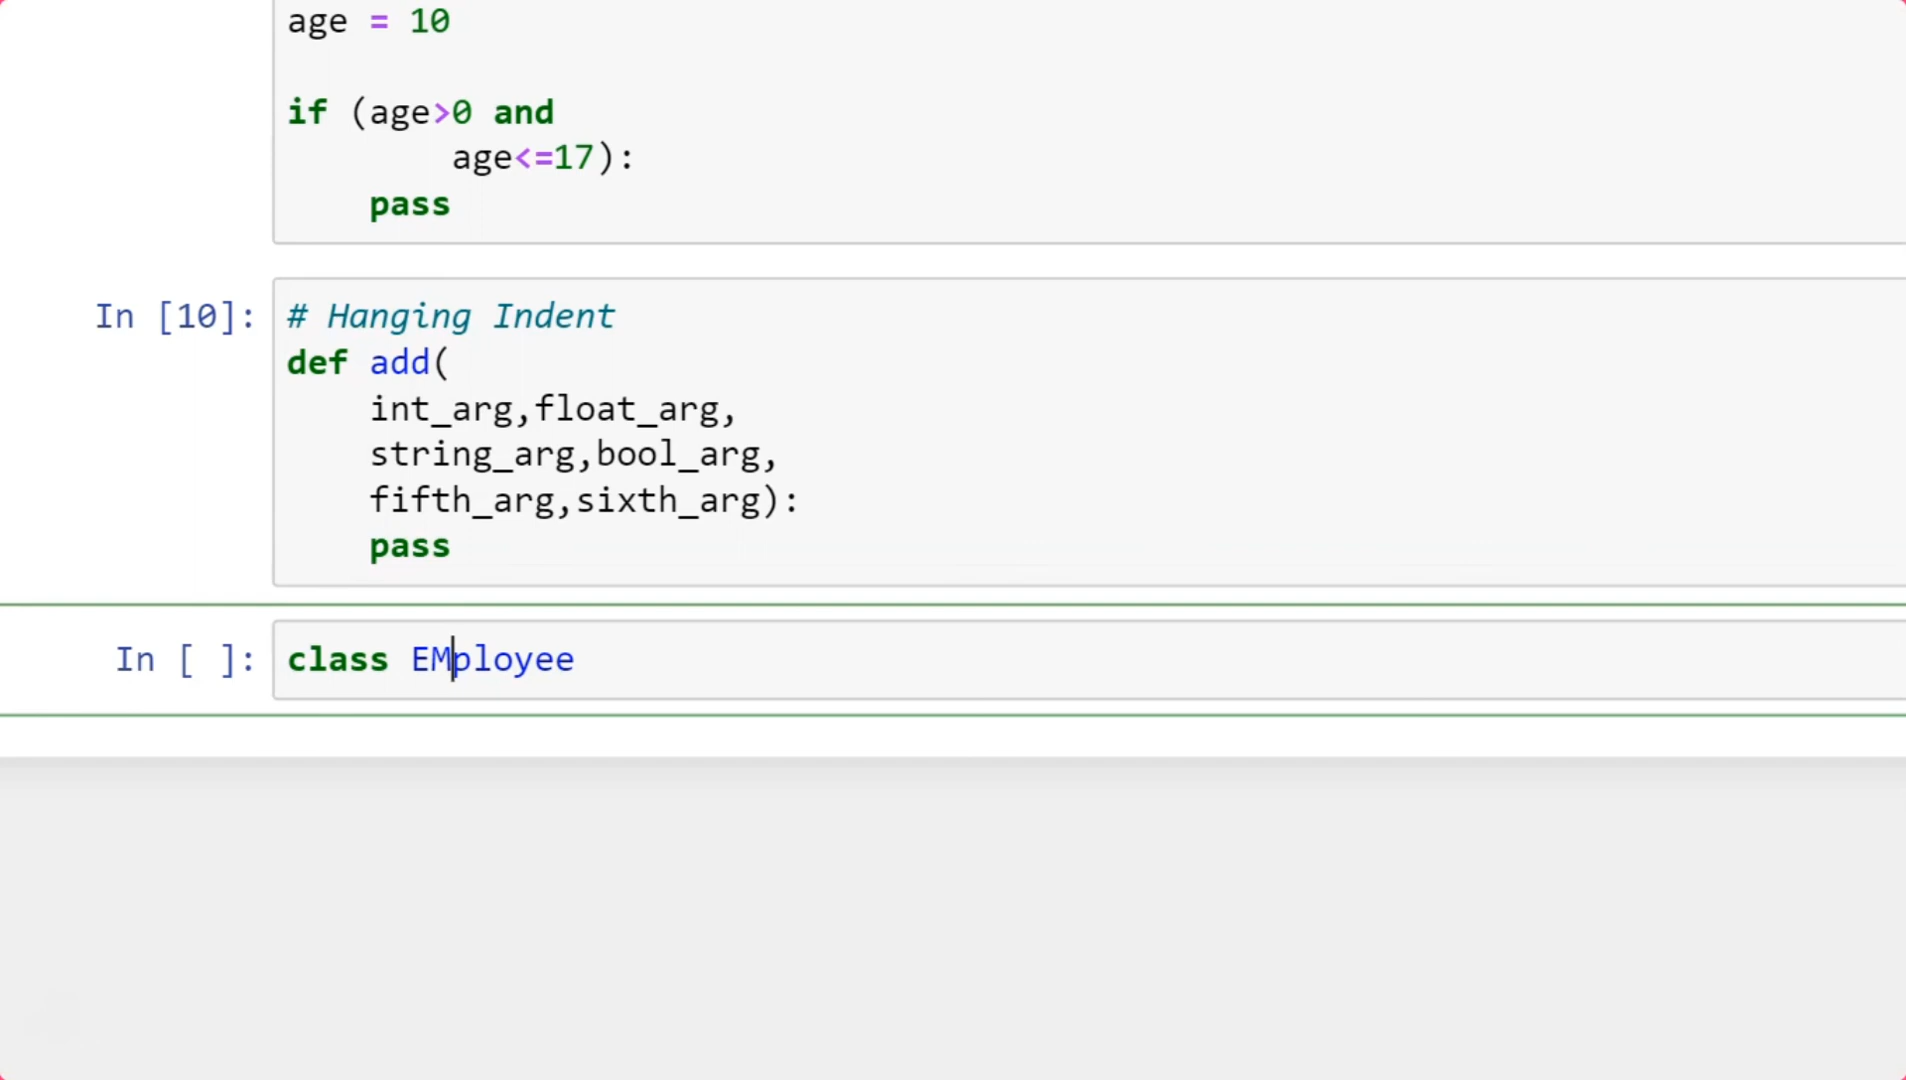 age = 10
if (age>0 and
age<=17):
pass
In [10]: # Hanging Indent
def add(
int_arg,float_arg,
string_arg,bool_arg,
fifth_arg,sixth_arg):
pass
In [ ]: class EMployee